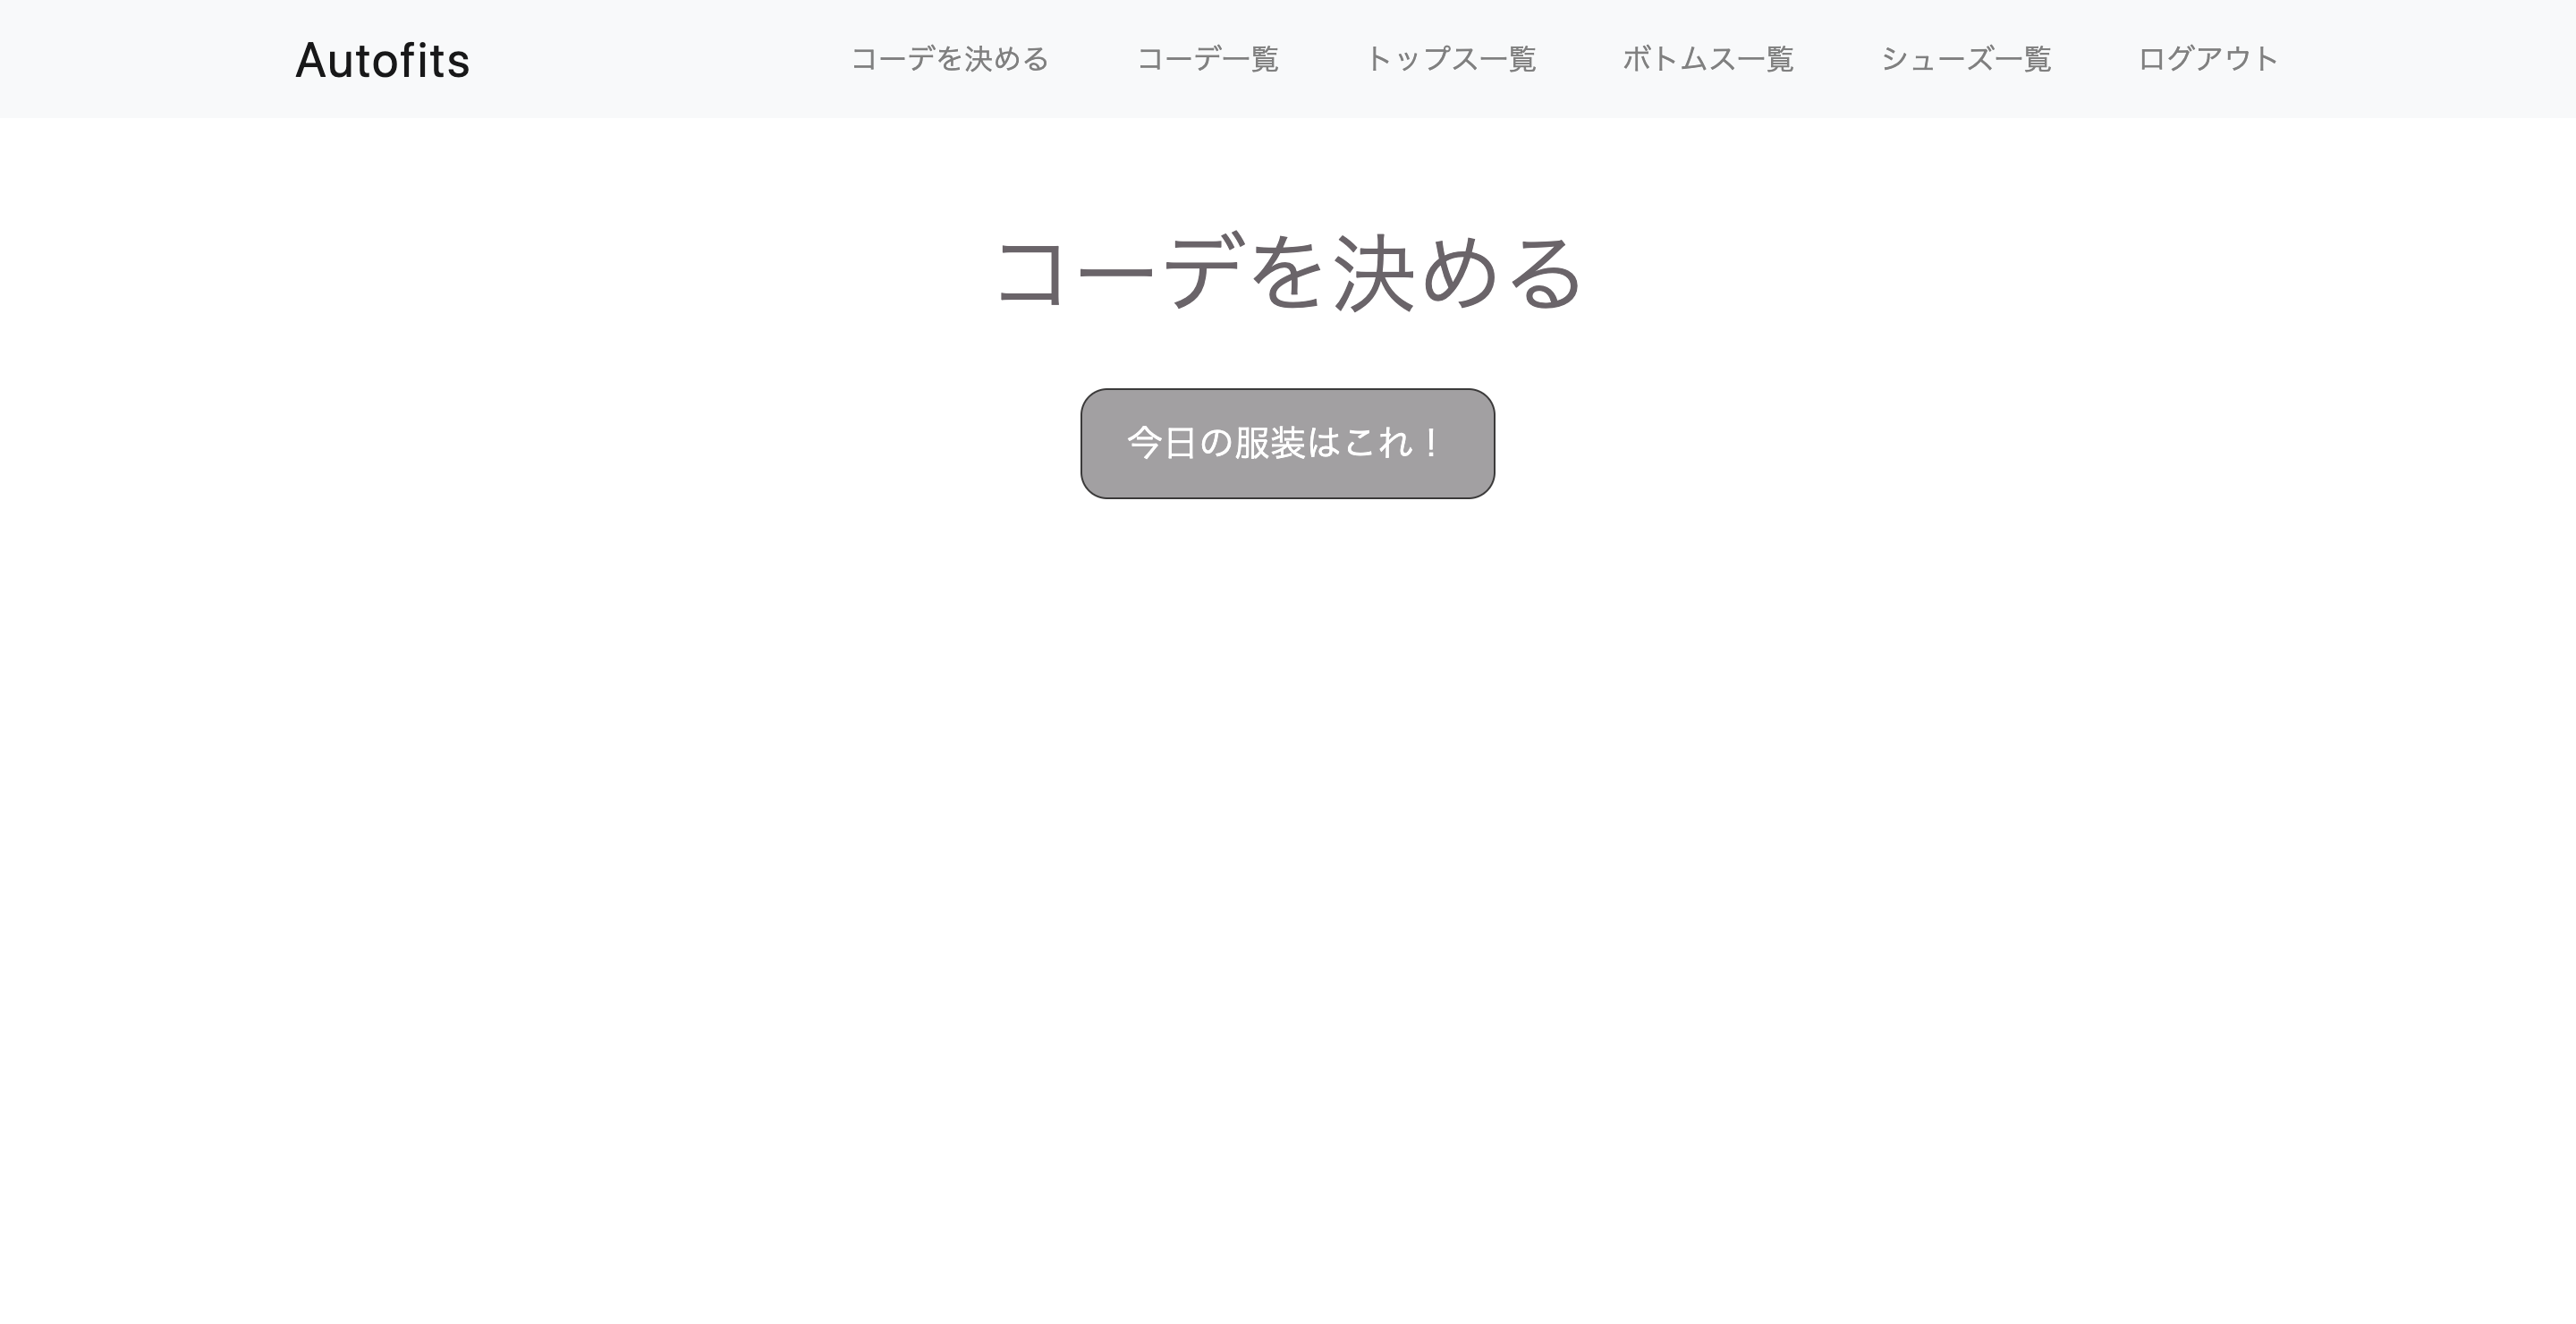 Autofits
コーデを決める
コーデ一覧
トップス一覧
ボトムス一覧
シューズ一覧
ログアウト
コーデを決める
今日の服装はこれ！